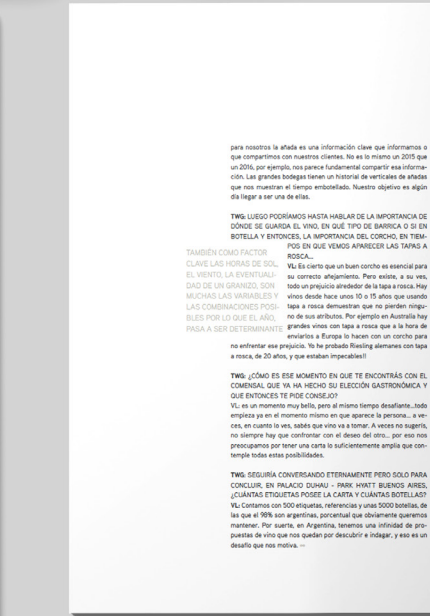 para nosotros la añada es una información clave que informamos o
que compartimos con nuestros clientes. No es lo mismo un 2015 que
un 2016, por ejemplo, nos parece fundamental compartir esa informa-
ción. Las grandes bodegas tienen un historial de verticales de añadas
que nos muestran el tiempo embotellado. Nuestro objetivo es algún
día llegar a ser una de ellas.
TWG: LUEGO PODRÍAMOS HASTA HABLAR DE LA IMPORTANCIA DE
DÓNDE SE GUARDA EL VINO, EN QUÉ TIPO DE BARRICA O SI EN
BOTELLA Y ENTONCES, LA IMPORTANCIA DEL CORCHO, EN TIEM-
POS EN QUE VEMOS APARECER LAS TAPAS A
ROSCA...
VL: Es cierto que un buen corcho es esencial para
su correcto añejamiento. Pero existe, a su ves,
todo un prejuicio alrededor de la tapa a rosca. Hay
vinos desde hace unos 10 o 15 años que usando
tapa a rosca demuestran que no pierden ningu-
no de sus atributos. Por ejemplo en Australia hay
grandes vinos con tapa a rosca que a la hora de
enviarlos a Europa lo hacen con un corcho para
no enfrentar ese prejuicio. Yo he probado Riesling alemanes con tapa
a rosca, de 20 años, y que estaban impecables!!
TAMBIÉN COMO FACTOR
CLAVE LAS HORAS DE SOL,
EL VIENTO, LA EVENTUALI-
DAD DE UN GRANIZO, SON
MUCHAS LAS VARIABLES Y
LAS COMBINACIONES POSI-
BLES POR LO QUE EL AÑO,
PASA A SER DETERMINANTE
TWG: ¿CÓMO ES ESE MOMENTO EN QUE TE ENCONTRÁS CON EL
COMENSAL QUE YA HA HECHO SU ELECCIÓN GASTRONÓMICA Y
QUE ENTONCES TE PIDE CONSEJO?
VL: es un momento muy bello, pero al mismo tiempo desafiante...todo
empieza ya en el momento mismo en que aparece la persona... a ve-
ces, en cuanto lo ves, sabés que vino va a tomar. A veces no sugerís,
no siempre hay que confrontar con el deseo del otro... por eso nos
preocupamos por tener una carta lo suficientemente amplia que con-
temple todas estas posibilidades.
TWG: SEGUIRÍA CONVERSANDO ETERNAMENTE PERO SOLO PARA
CONCLUIR, EN PALACIO DUHAU - PARK HYATT BUENOS AIRES,
¿CUÁNTAS ETIQUETAS POSEE LA CARTA Y CUÁNTAS BOTELLAS?
VL: Contamos con 500 etiquetas, referencias y unas 5000 botellas, de
las que el 98% son argentinas, porcentual que obviamente queremos
mantener. Por suerte, en Argentina, tenemos una infinidad de pro-
puestas de vino que nos quedan por descubrir e indagar, y eso es un
desafío que nos motiva. —